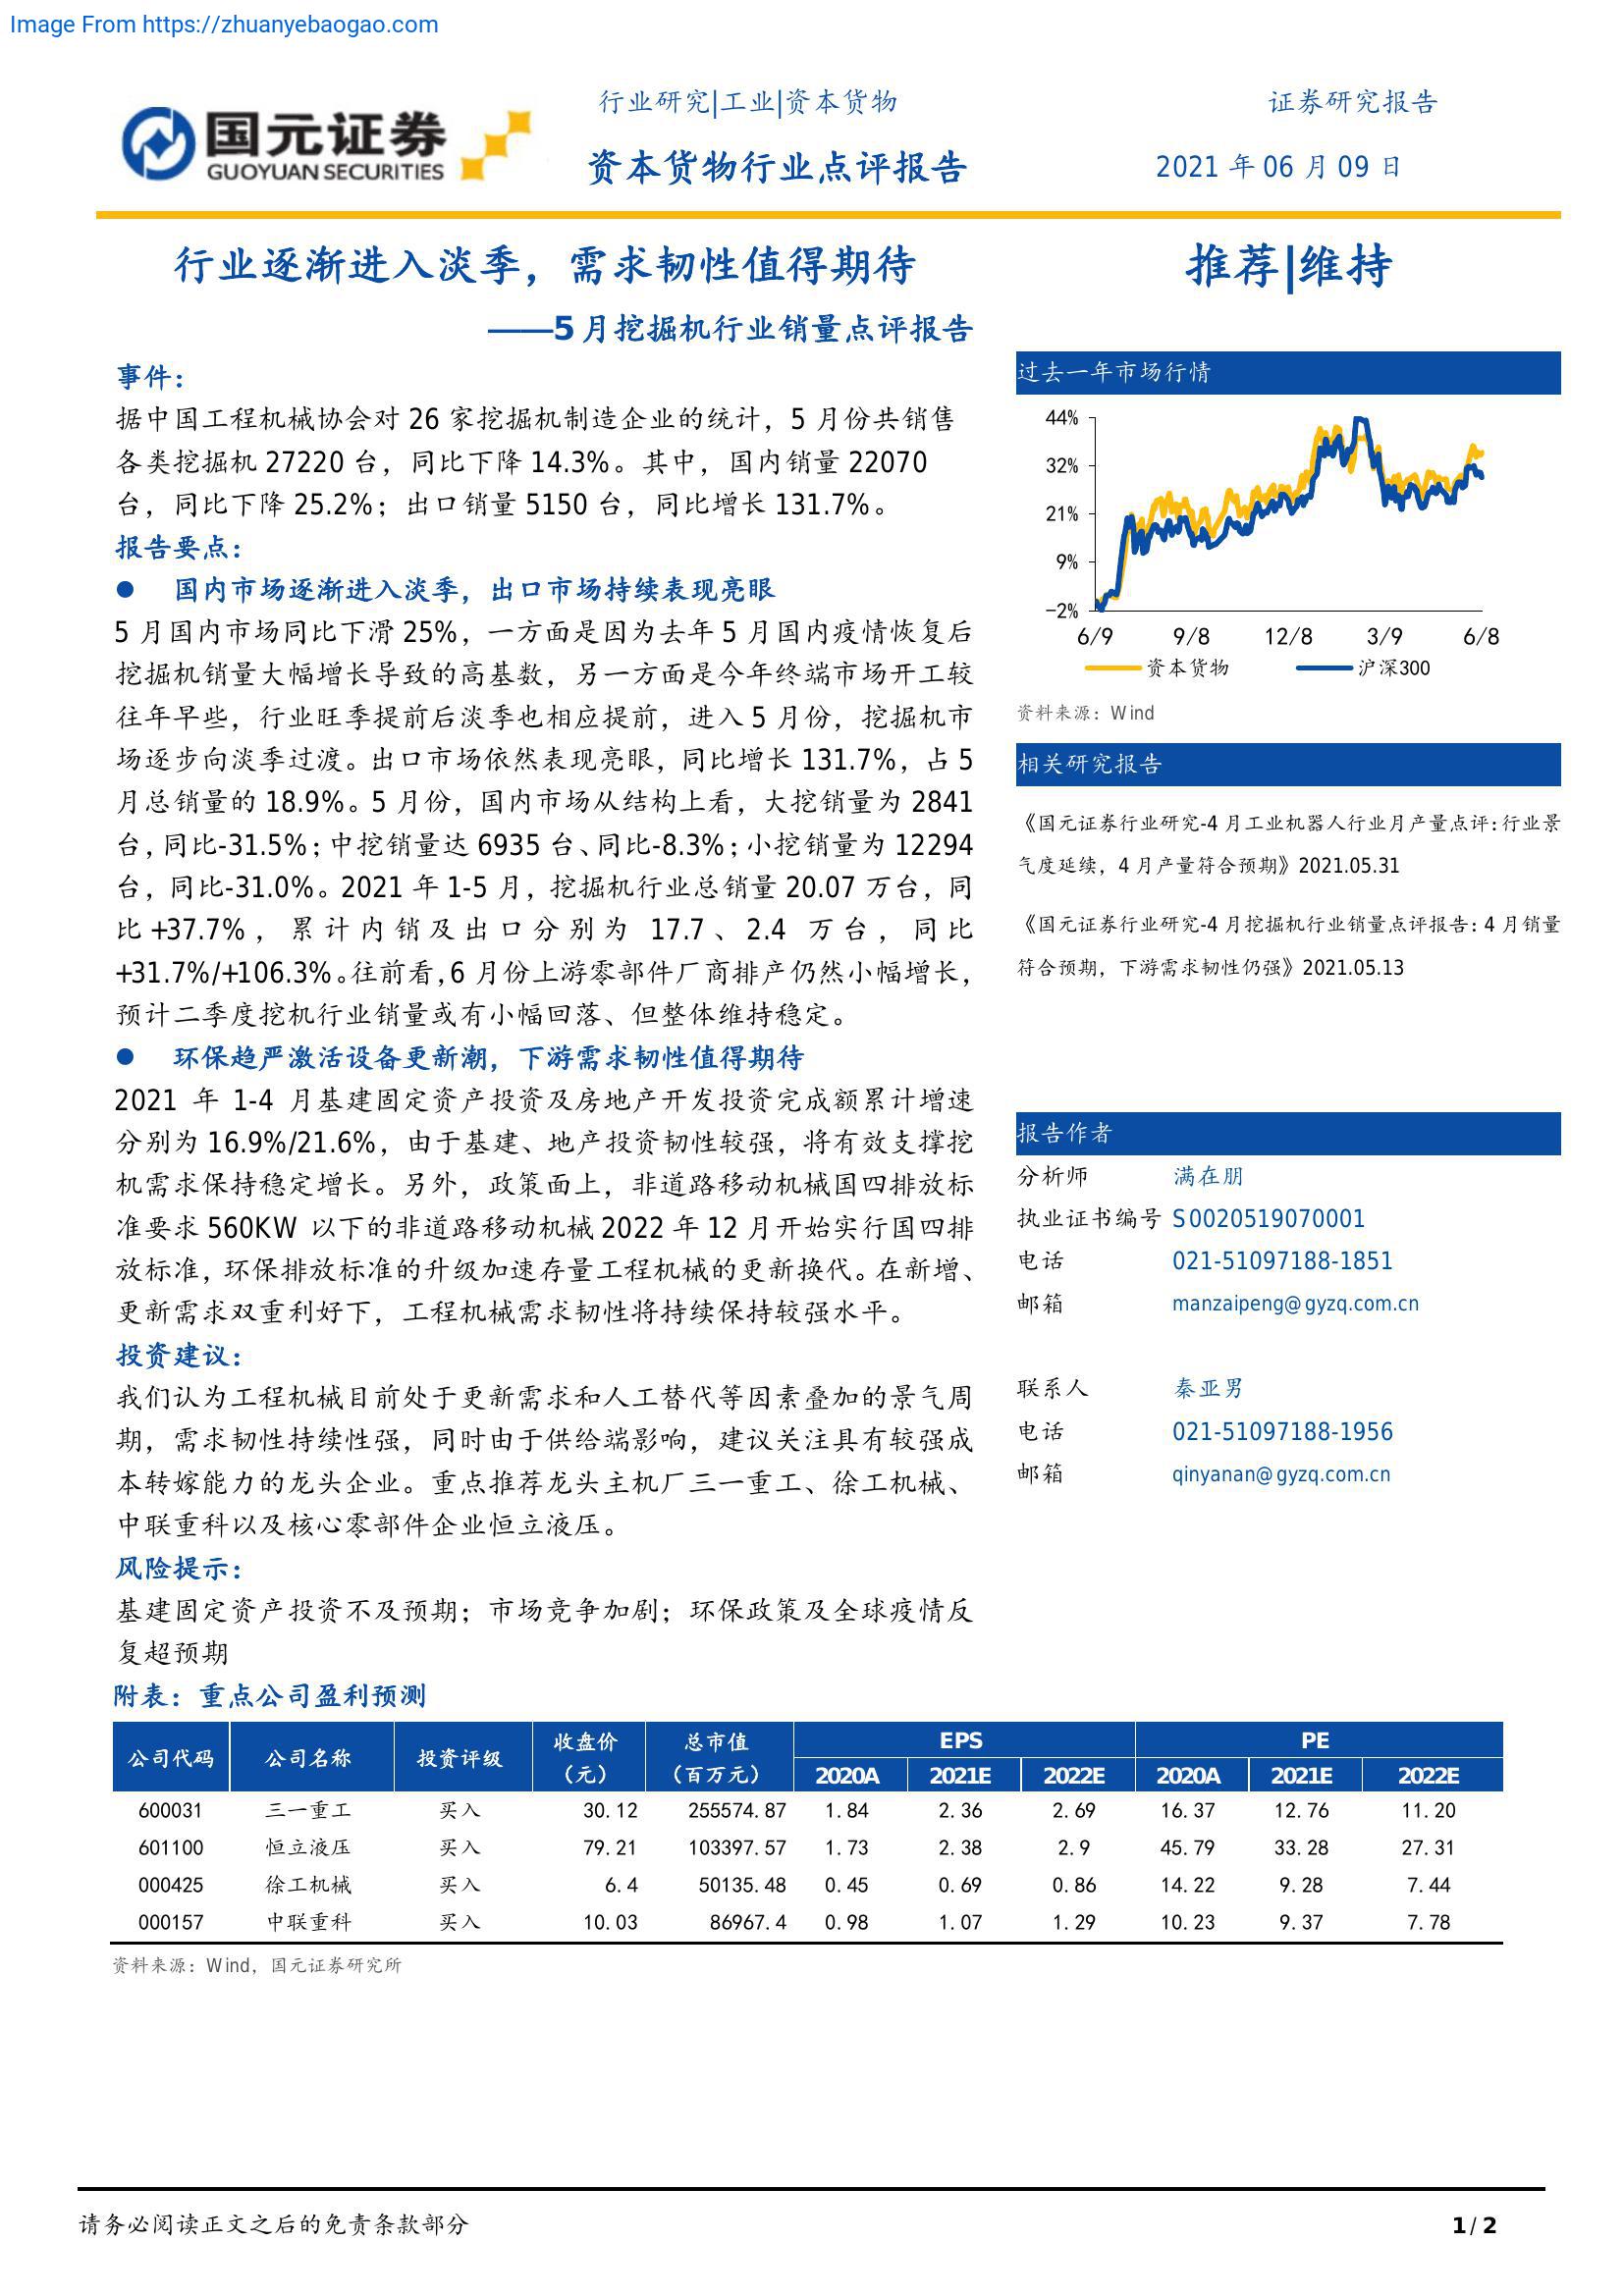 Image From https://zhuanyebaogao.com
国元证券
GUOYUAN SECURITIES
行业研究|工业|资本货物
证券研究报告
资本货物行业点评报告
2021 年 06 月 09 日
行业逐渐进入淡季，需求韧性值得期待
——5 月挖掘机行业销量点评报告
事件：
据中国工程机械协会对 26 家挖掘机制造企业的统计，5 月份共销售
各类挖掘机 27220 台，同比下降 14.3%。其中，国内销量 22070
台，同比下降 25.2%；出口销量 5150 台，同比增长 131.7%。
报告要点：
● 国内市场逐渐进入淡季，出口市场持续表现亮眼
5 月国内市场同比下滑 25%，一方面是因为去年 5 月国内疫情恢复后
挖掘机销量大幅增长导致的高基数，另一方面是今年终端市场开工较
往年早些，行业旺季提前后淡季也相应提前，进入 5 月份，挖掘机市
场逐步向淡季过渡。出口市场依然表现亮眼，同比增长 131.7%，占 5
月总销量的 18.9%。5 月份，国内市场从结构上看，大挖销量为 2841
台，同比-31.5%；中挖销量达 6935 台、同比-8.3%；小挖销量为 12294
台，同比-31.0%。2021 年 1-5 月，挖掘机行业总销量 20.07 万台，同
比+37.7%，累计内销及出口分别为 17.7、2.4 万台，同比
+31.7%/+106.3%。往前看，6 月份上游零部件厂商排产仍然小幅增长，
预计二季度挖机行业销量或有小幅回落、但整体维持稳定。
● 环保趋严激活设备更新潮，下游需求韧性值得期待
2021 年 1-4 月基建固定资产投资及房地产开发投资完成额累计增速
分别为 16.9%/21.6%，由于基建、地产投资韧性较强，将有效支撑挖
机需求保持稳定增长。另外，政策面上，非道路移动机械国四排放标
准要求 560KW 以下的非道路移动机械 2022 年 12 月开始实行国四排
放标准，环保排放标准的升级加速存量工程机械的更新换代。在新增、
更新需求双重利好下，工程机械需求韧性将持续保持较强水平。
投资建议：
我们认为工程机械目前处于更新需求和人工替代等因素叠加的景气周
期，需求韧性持续性强，同时由于供给端影响，建议关注具有较强成
本转嫁能力的龙头企业。重点推荐龙头主机厂三一重工、徐工机械、
中联重科以及核心零部件企业恒立液压。
风险提示：
基建固定资产投资不及预期；市场竞争加剧；环保政策及全球疫情反
复超预期
推荐|维持
过去一年市场行情
44%
32%
21%
9%
-2%
6/9 9/8 12/8 3/9 6/8
资本货物 沪深300
资料来源：Wind
相关研究报告
《国元证券行业研究-4 月工业机器人行业月产量点评：行业景
气度延续，4 月产量符合预期》2021.05.31
《国元证券行业研究-4 月挖掘机行业销量点评报告：4 月销量
符合预期，下游需求韧性仍强》2021.05.13
报告作者
分析师 满在朋
执业证书编号 S0020519070001
电话 021-51097188-1851
邮箱 manzaipeng@gyzq.com.cn
联系人 秦亚男
电话 021-51097188-1956
邮箱 qinyanan@gyzq.com.cn
附表：重点公司盈利预测
公司代码 公司名称 投资评级 收盘价（元） 总市值（百万元） EPS PE
2020A 2021E 2022E 2020A 2021E 2022E
600031 三一重工 买入 30.12 255574.87 1.84 2.36 2.69 16.37 12.76 11.20
601100 恒立液压 买入 79.21 103397.57 1.73 2.38 2.9 45.79 33.28 27.31
000425 徐工机械 买入 6.4 50135.48 0.45 0.69 0.86 14.22 9.28 7.44
000157 中联重科 买入 10.03 86967.4 0.98 1.07 1.29 10.23 9.37 7.78
资料来源：Wind，国元证券研究所
请务必阅读正文之后的免责条款部分
1 / 2